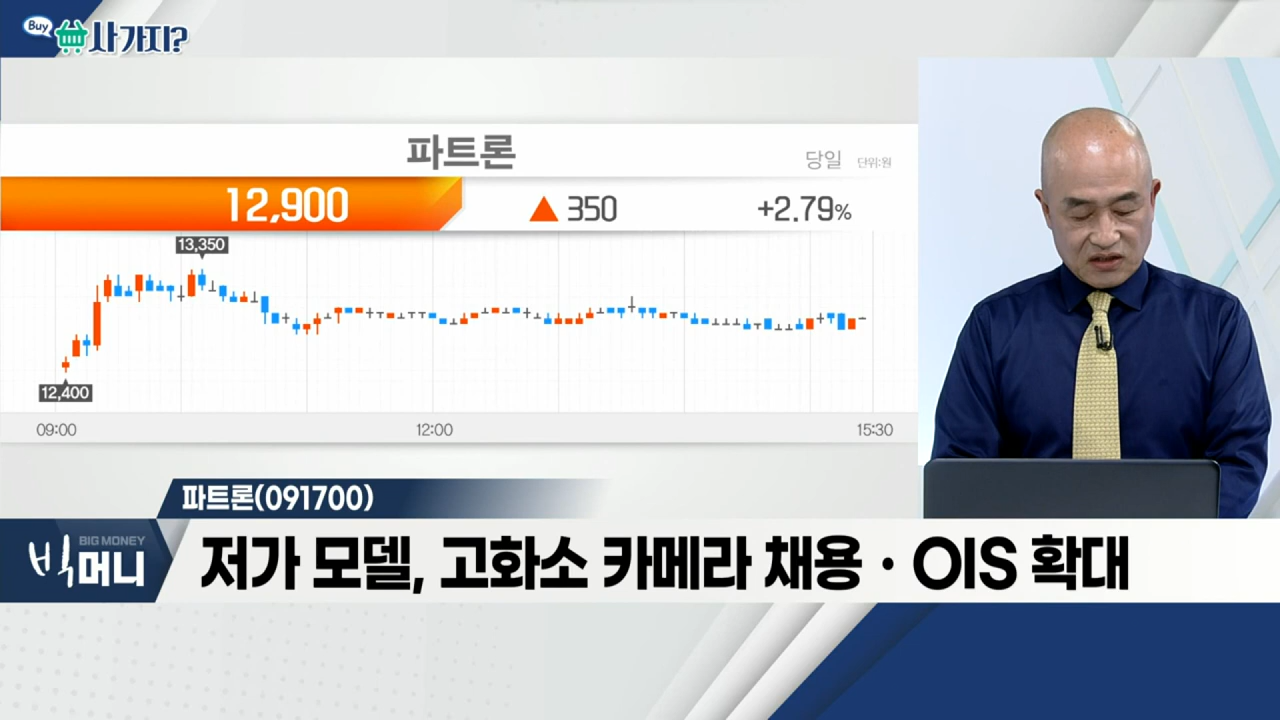 Buy 사가지?
파트론
당일 단위:원
12,900 ▲ 350 +2.79%
13,350
12,400
09:00 12:00 15:30
파트론(091700)
BIG MONEY
빅머니
저가 모델, 고화소 카메라 채용 · OIS 확대